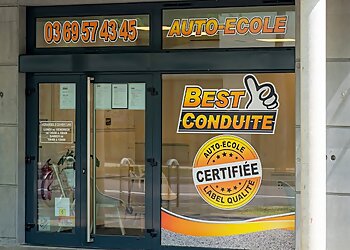 03 69 57 43 45
AUTO-ECOLE
BEST
CONDUITE
AUTO-ECOLE
CERTIFIÉE
LABEL QUALITÉ